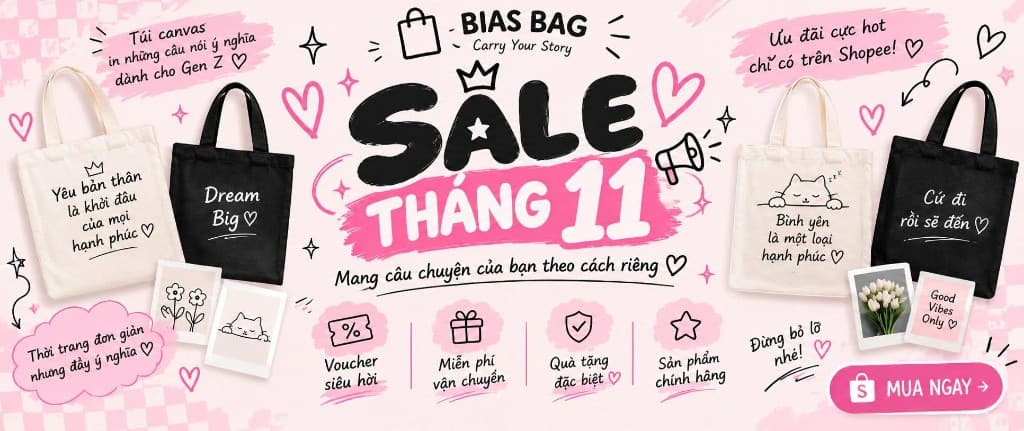 Túi canvas
in những câu nói ý nghĩa
dành cho Gen Z
BIAS BAG
Carry Your Story
Ưu đãi cực hot
chỉ có trên Shopee!
SALE
THÁNG 11
Mang câu chuyện của bạn theo cách riêng
Yêu bản thân
là khởi đầu
của mọi
hạnh phúc
Dream
Big
zzz
Bình yên
là một loại
hạnh phúc
Cứ đi
rồi sẽ đến
Good
Vibes
Only
Thời trang đơn giản
nhưng đầy ý nghĩa
%
Voucher
siêu hời
Miễn phí
vận chuyển
Quà tặng
đặc biệt
Sản phẩm
chính hãng
Đừng bỏ lỡ
nhé!
S
MUA NGAY